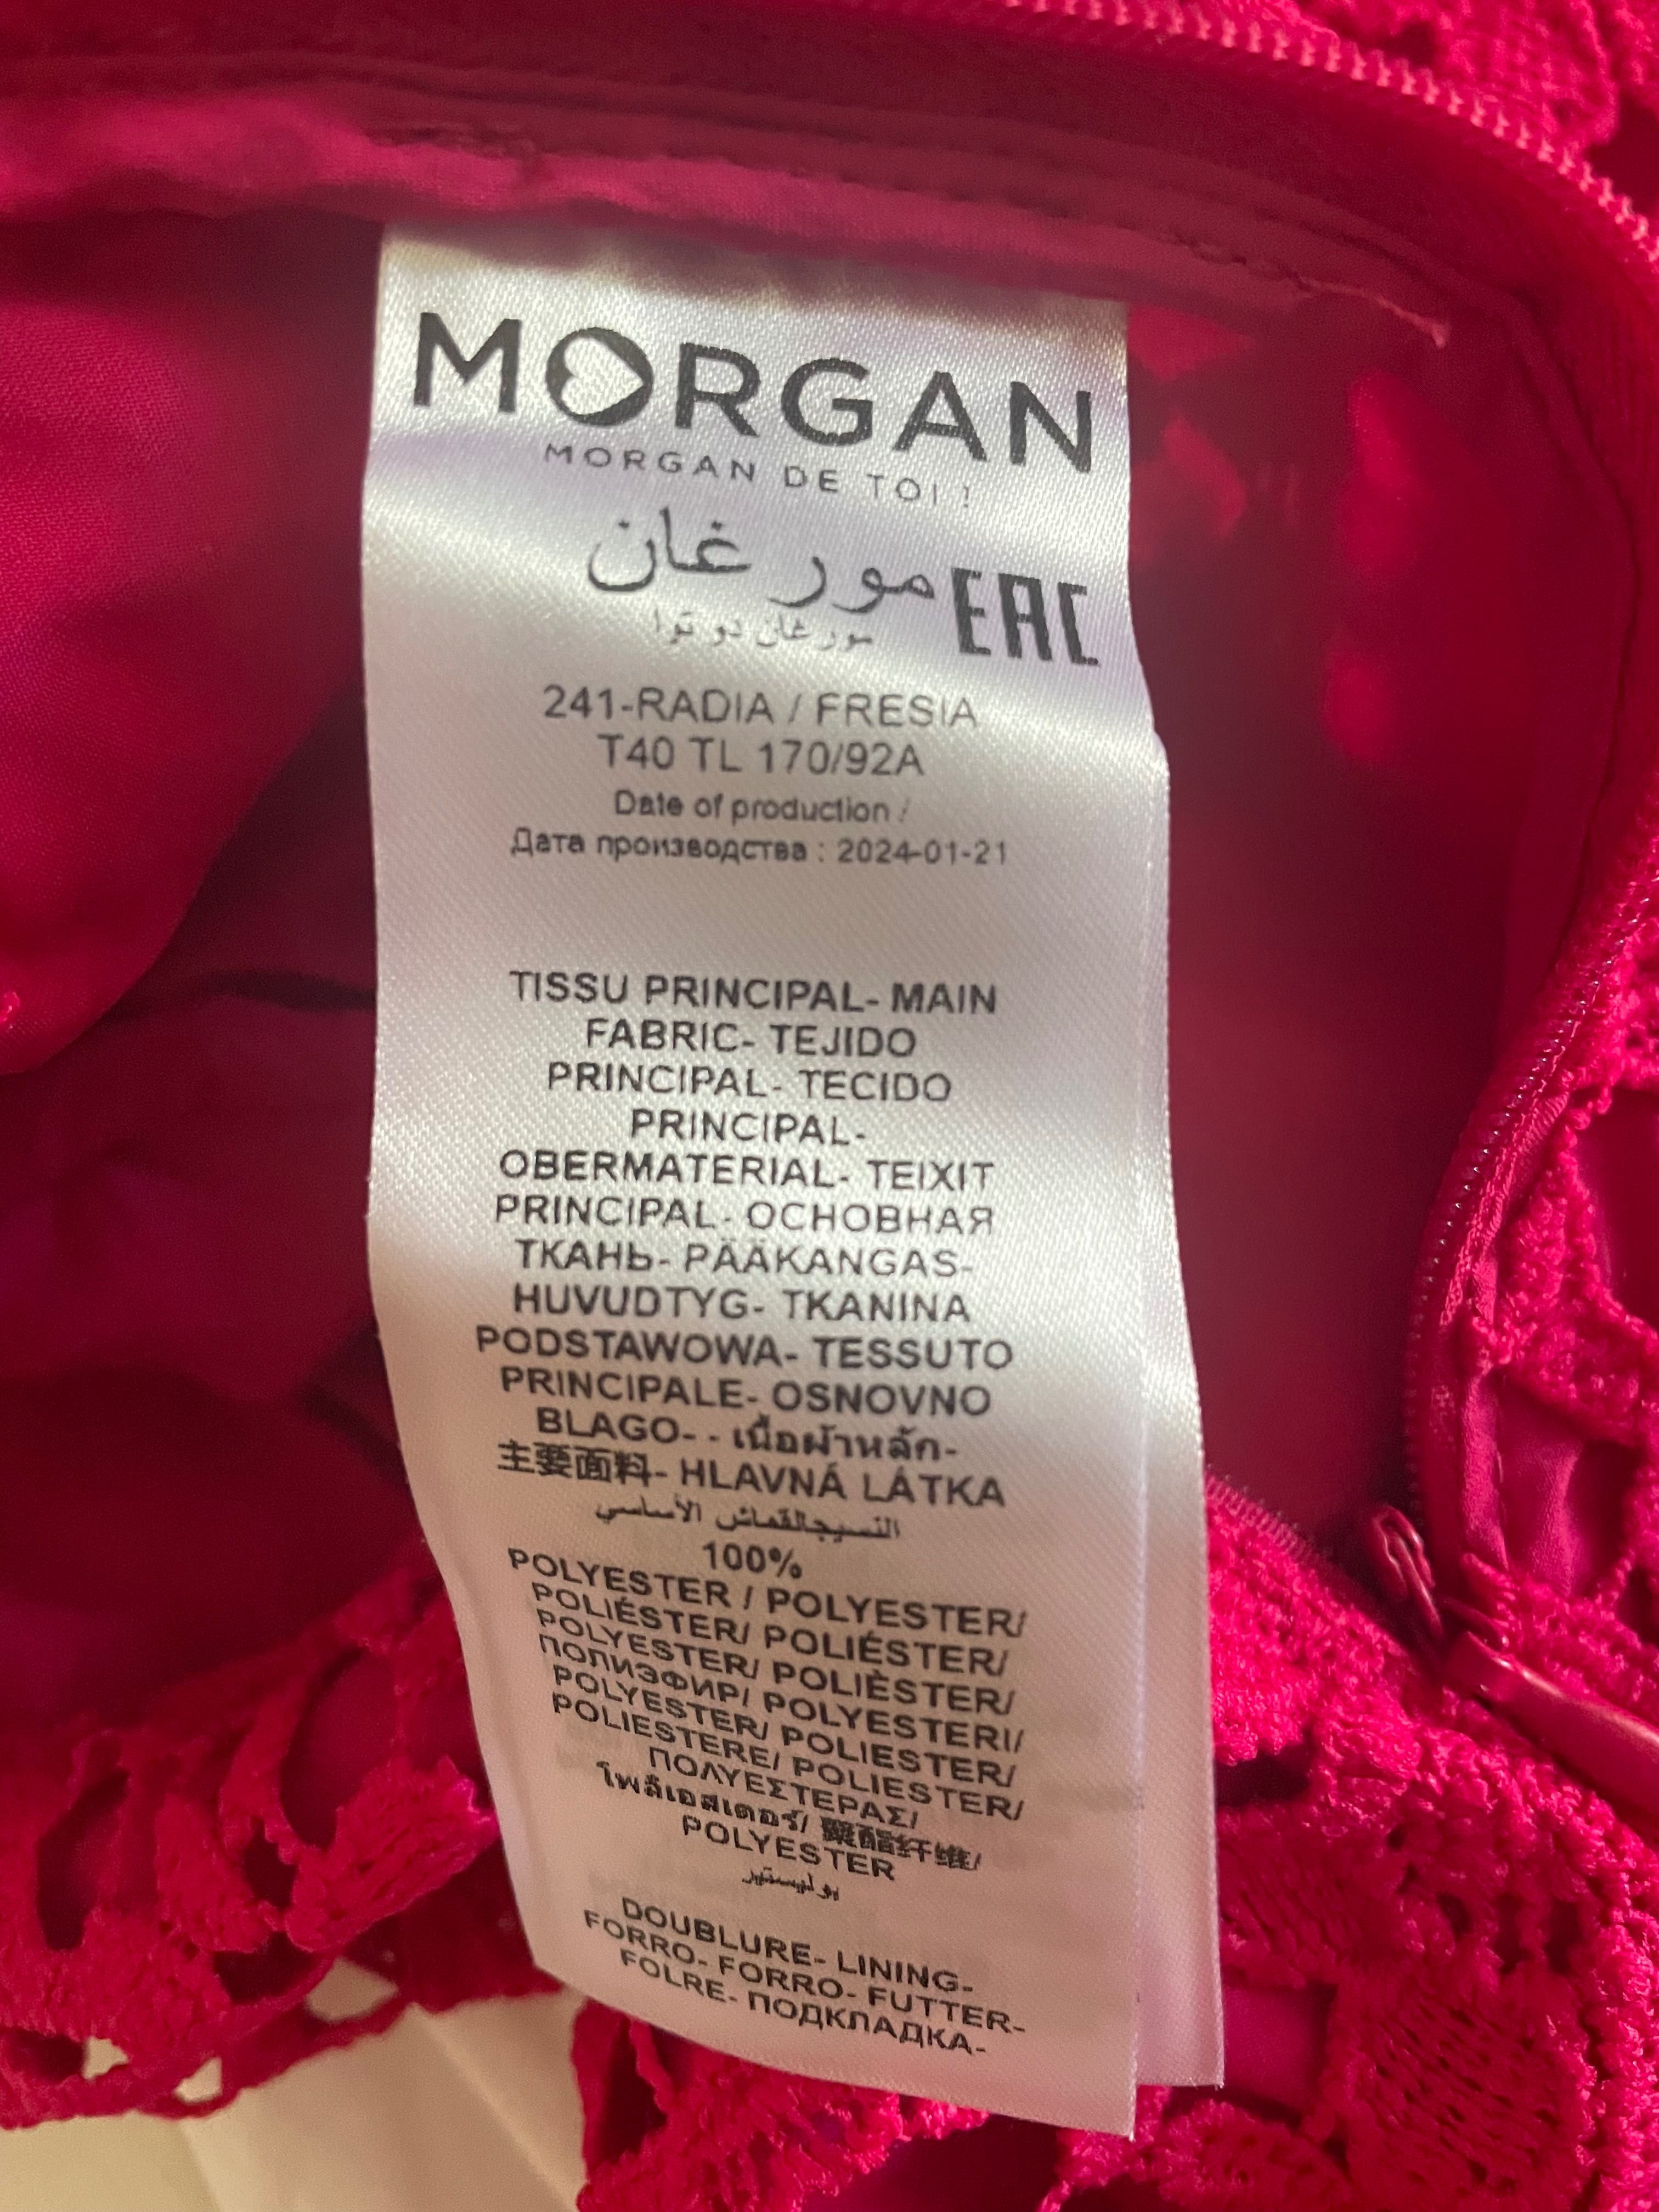 MORGAN
MORGAN DE TOI !
مورغان
مورغان دو توا
EAC
241-RADIA / FRESIA
T40 TL 170/92A
Date of production /
Дата производства : 2024-01-21
TISSU PRINCIPAL- MAIN
FABRIC- TEJIDO
PRINCIPAL- TECIDO
PRINCIPAL-
OBERMATERIAL- TEIXIT
PRINCIPAL- ОСНОВНАЯ
ТКАНЬ- PÄÄKANGAS-
HUVUDTYG- TKANINA
PODSTAWOWA- TESSUTO
PRINCIPALE- OSNOVNO
BLAGO- - เนื้อผ้าหลัก-
主要面料- HLAVNÁ LÁTKA
النسيجالقماش الأساسي
100%
POLYESTER / POLYESTER/
POLIÉSTER/ POLIÉSTER/
POLYESTER/ POLIÈSTER/
ПОЛИЭФИР/ POLYESTERI/
POLYESTER/ POLIESTER/
POLIESTERE/ POLIESTER/
ΠΟΛΥΕΣΤΕΡΑΣ/
โพลีเอสเตอร์/ 聚酯纤维/
POLYESTER
بوليستير
DOUBLURE- LINING-
FORRO- FORRO- FUTTER-
FOLRE- ПОДКЛАДКА-